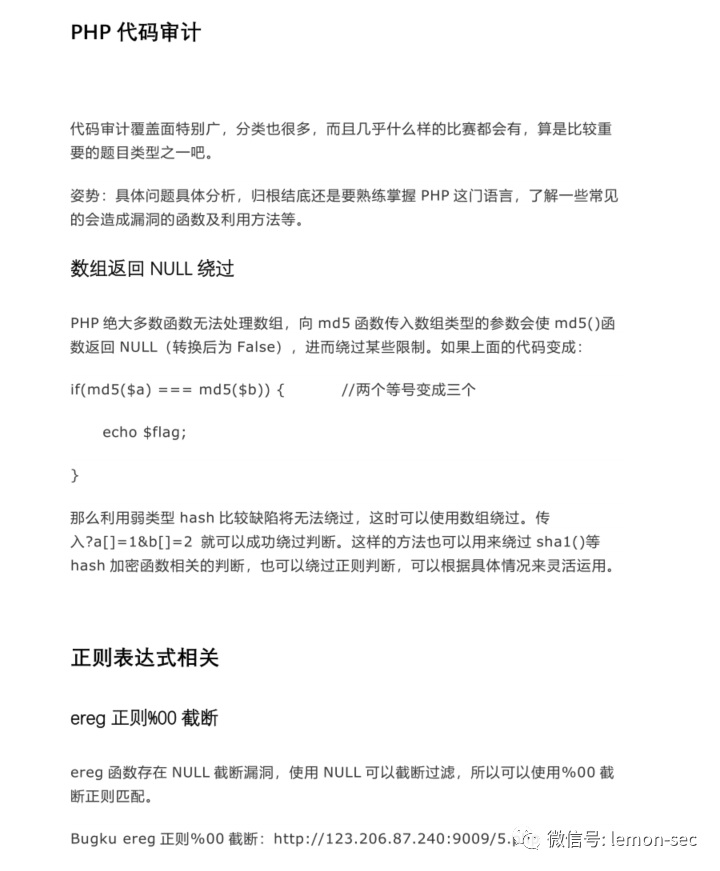 PHP 代码审计
代码审计覆盖面特别广，分类也很多，而且几乎什么样的比赛都会有，算是比较重
要的题目类型之一吧。
姿势：具体问题具体分析，归根结底还是要熟练掌握 PHP 这门语言，了解一些常见
的会造成漏洞的函数及利用方法等。
数组返回 NULL 绕过
PHP 绝大多数函数无法处理数组，向 md5 函数传入数组类型的参数会使 md5()函
数返回 NULL（转换后为 False），进而绕过某些限制。如果上面的代码变成：
if(md5($a) === md5($b)) { //两个等号变成三个
echo $flag;
}
那么利用弱类型 hash 比较缺陷将无法绕过，这时可以使用数组绕过。传
入?a[]=1&b[]=2 就可以成功绕过判断。这样的方法也可以用来绕过 sha1()等
hash 加密函数相关的判断，也可以绕过正则判断，可以根据具体情况来灵活运用。
正则表达式相关
ereg 正则%00 截断
ereg 函数存在 NULL 截断漏洞，使用 NULL 可以截断过滤，所以可以使用%00 截
断正则匹配。
Bugku ereg 正则%00 截断：http://123.206.87.240:9009/5.
微信号: lemon-sec